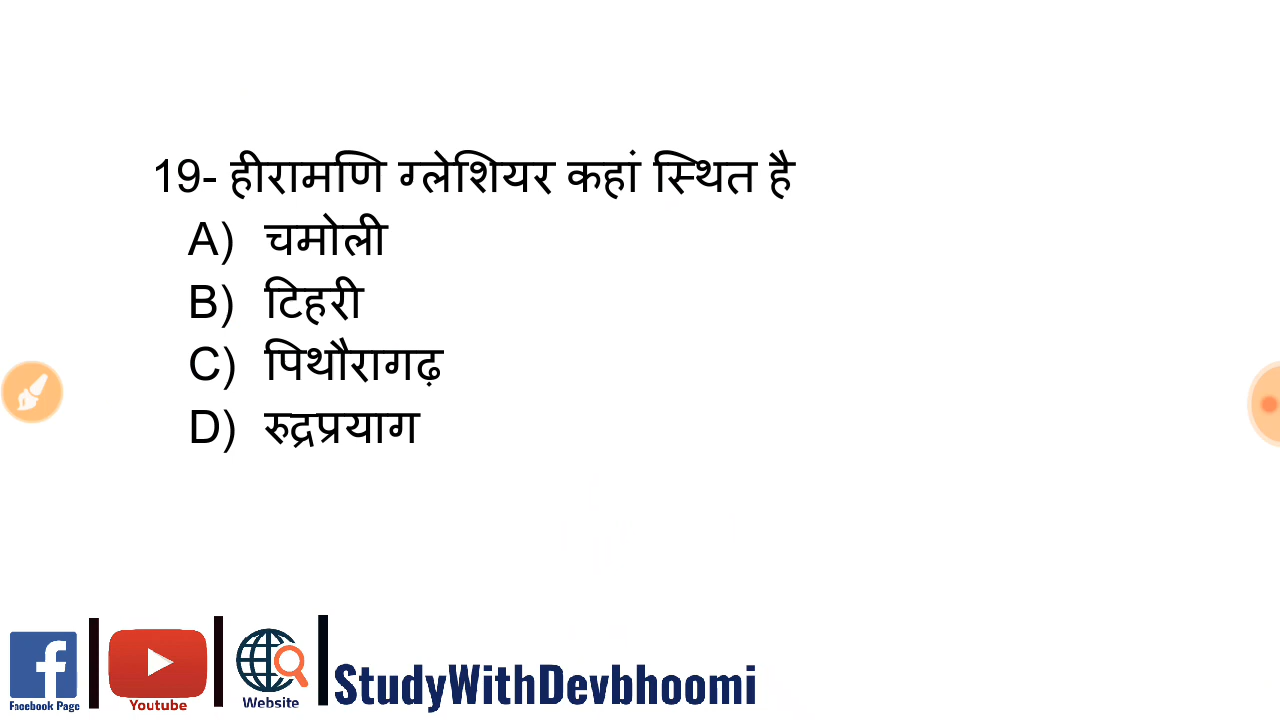 19- हीरामणि ग्लेशियर कहां स्थित है
A) चमोली
B) टिहरी
C) पिथौरागढ़
D) रुद्रप्रयाग
Facebook Page
Youtube
Website
StudyWithDevbhoomi